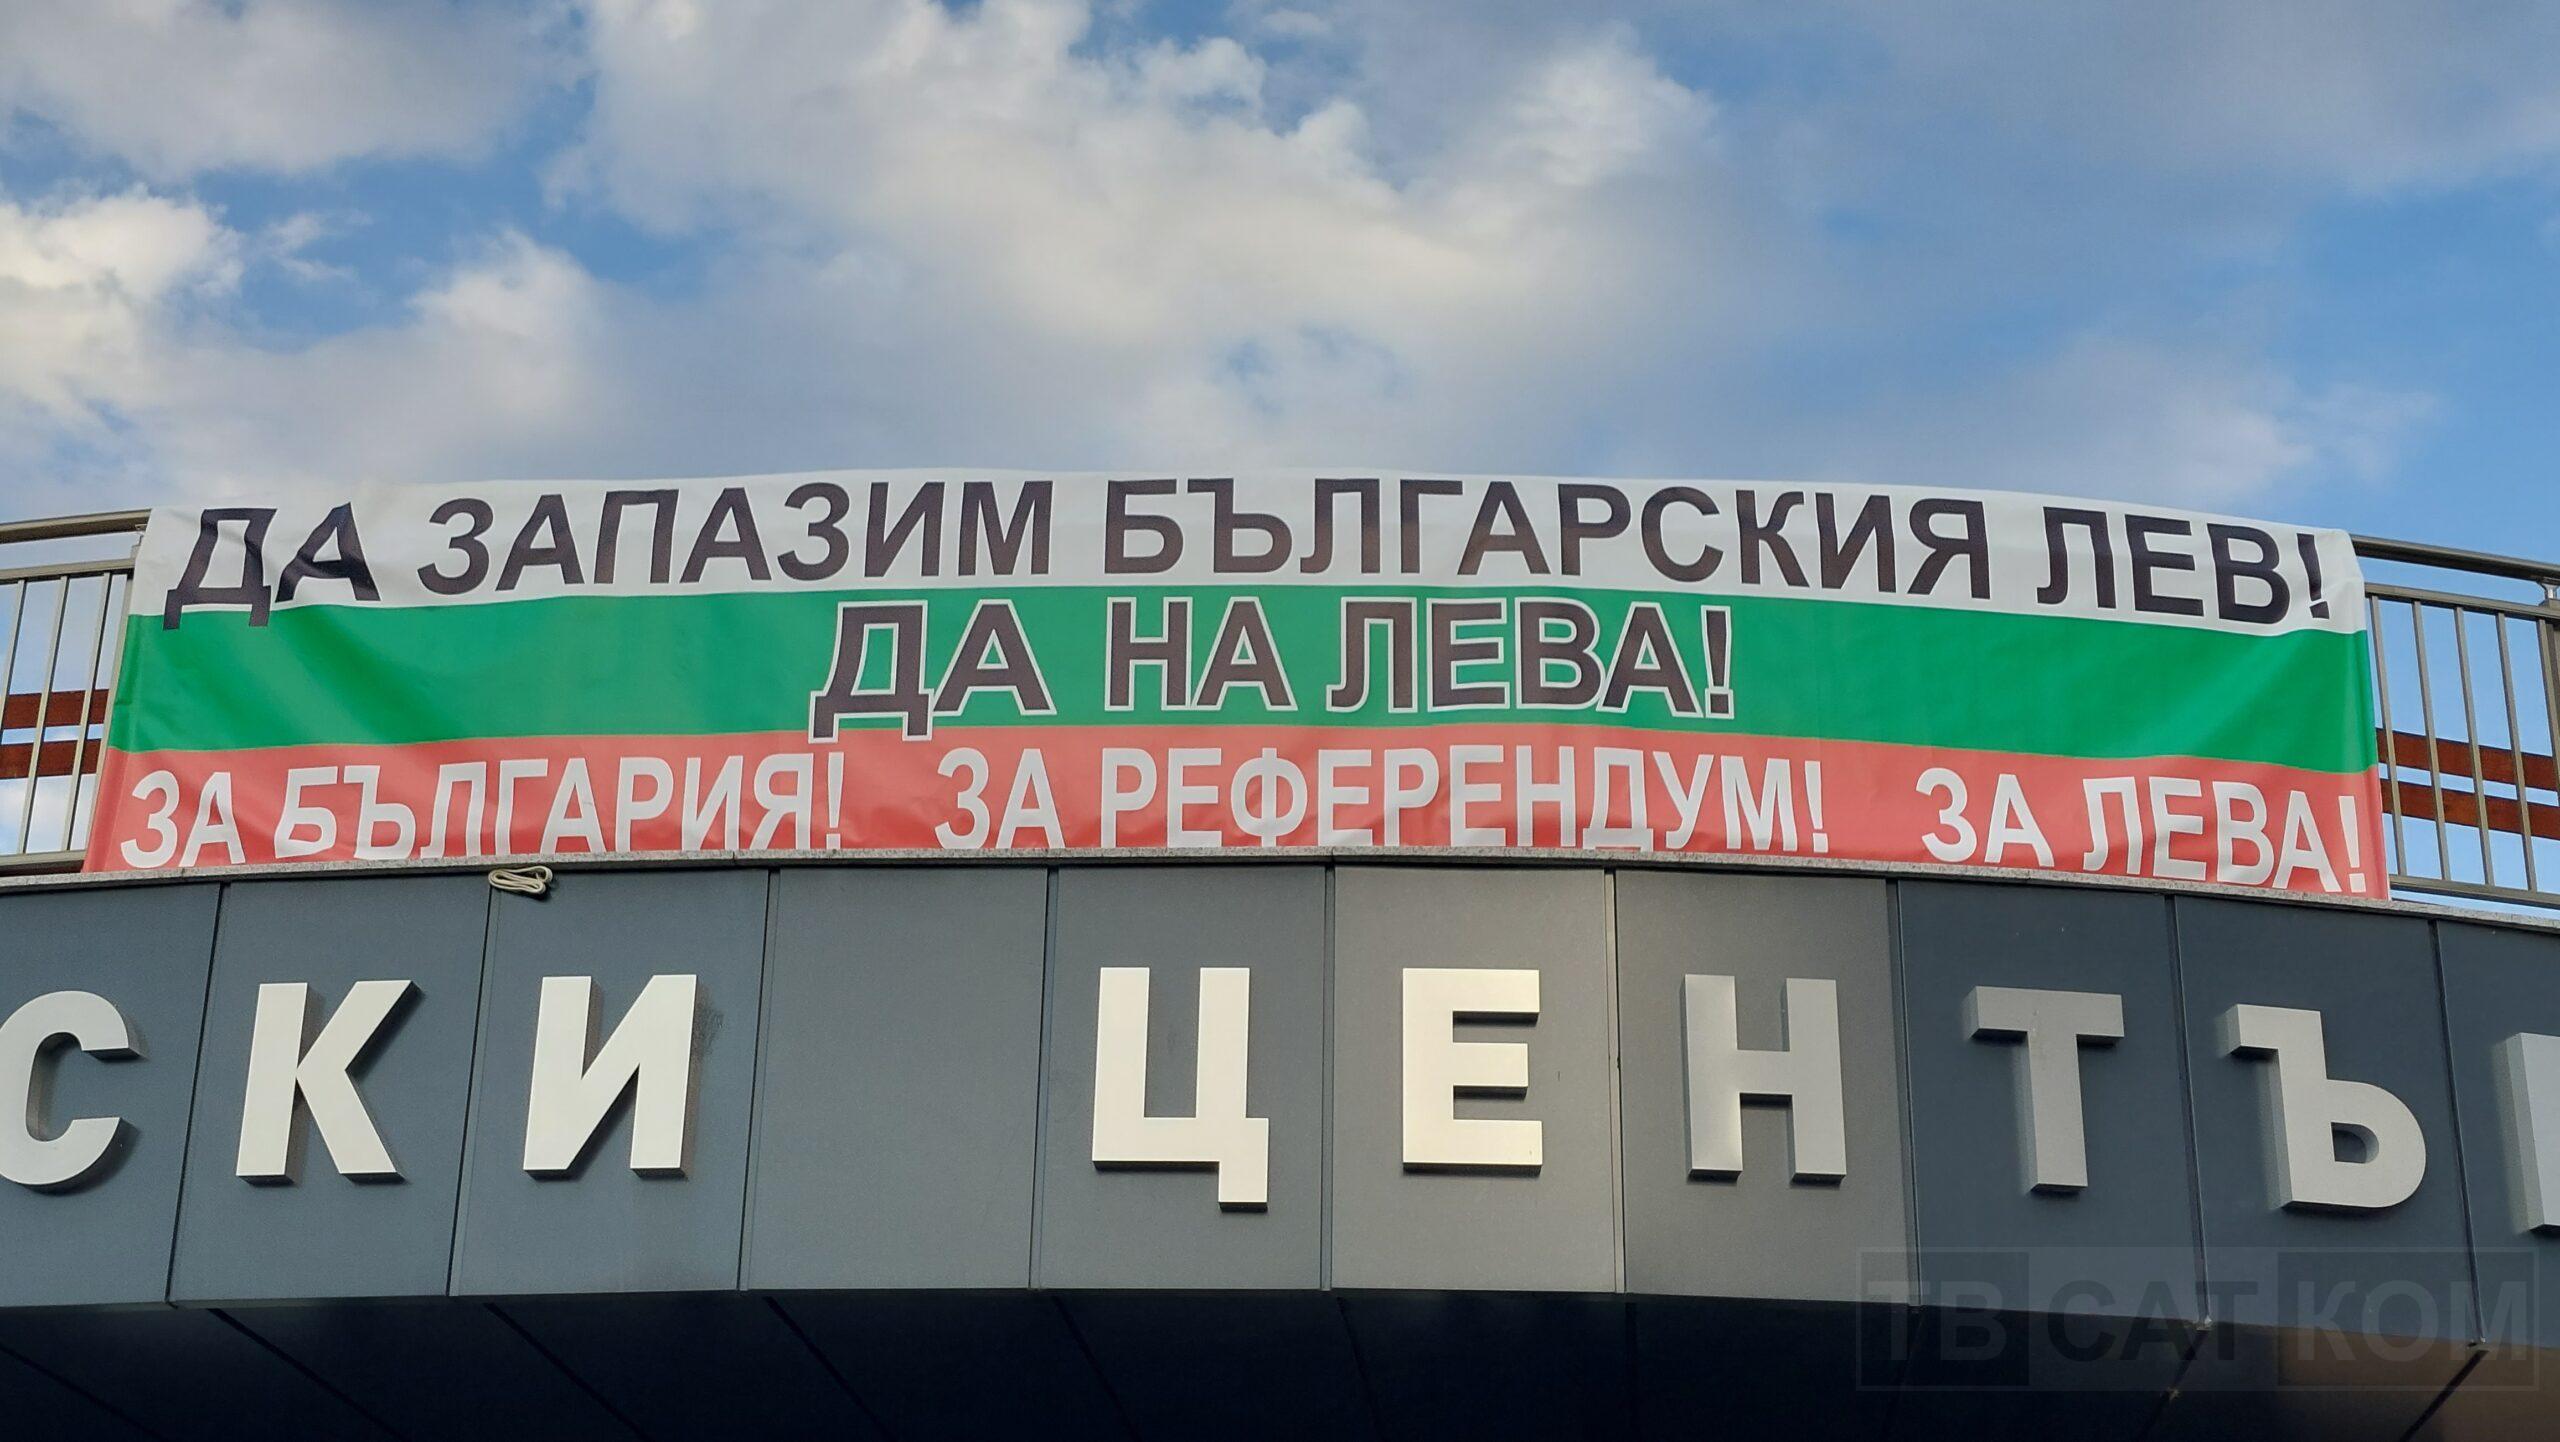 ДА ЗАПАЗИМ БЪЛГАРСКИЯ ЛЕВ!
ДА НА ЛЕВА!
ЗА БЪЛГАРИЯ! ЗА РЕФЕРЕНДУМ! ЗА ЛЕВА!
СКИ ЦЕНТЪ
ТВ САТ КОМ